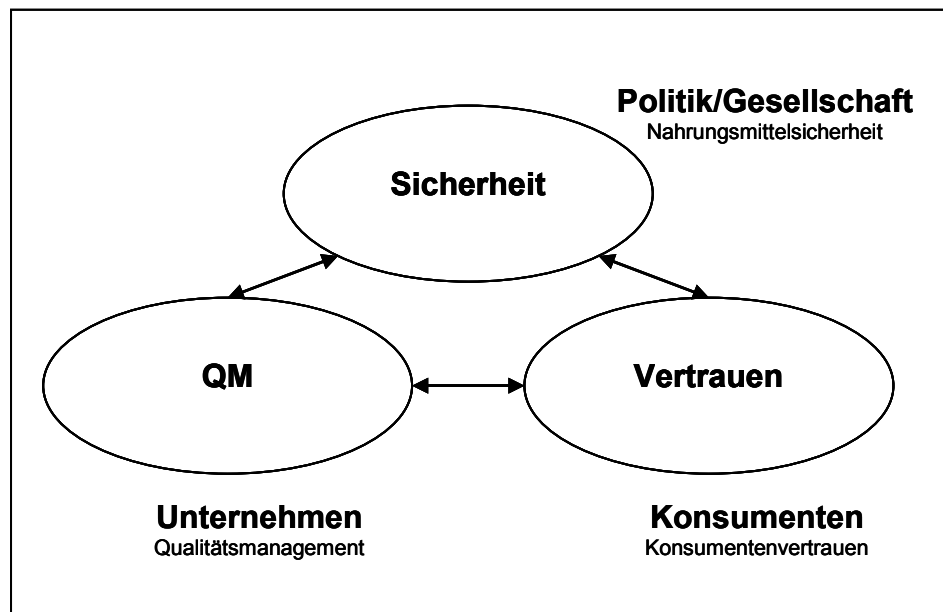 Politik/Gesellschaft
Nahrungsmittelsicherheit
Sicherheit
QM
Vertrauen
Unternehmen
Qualitätsmanagement
Konsumenten
Konsumentenvertrauen